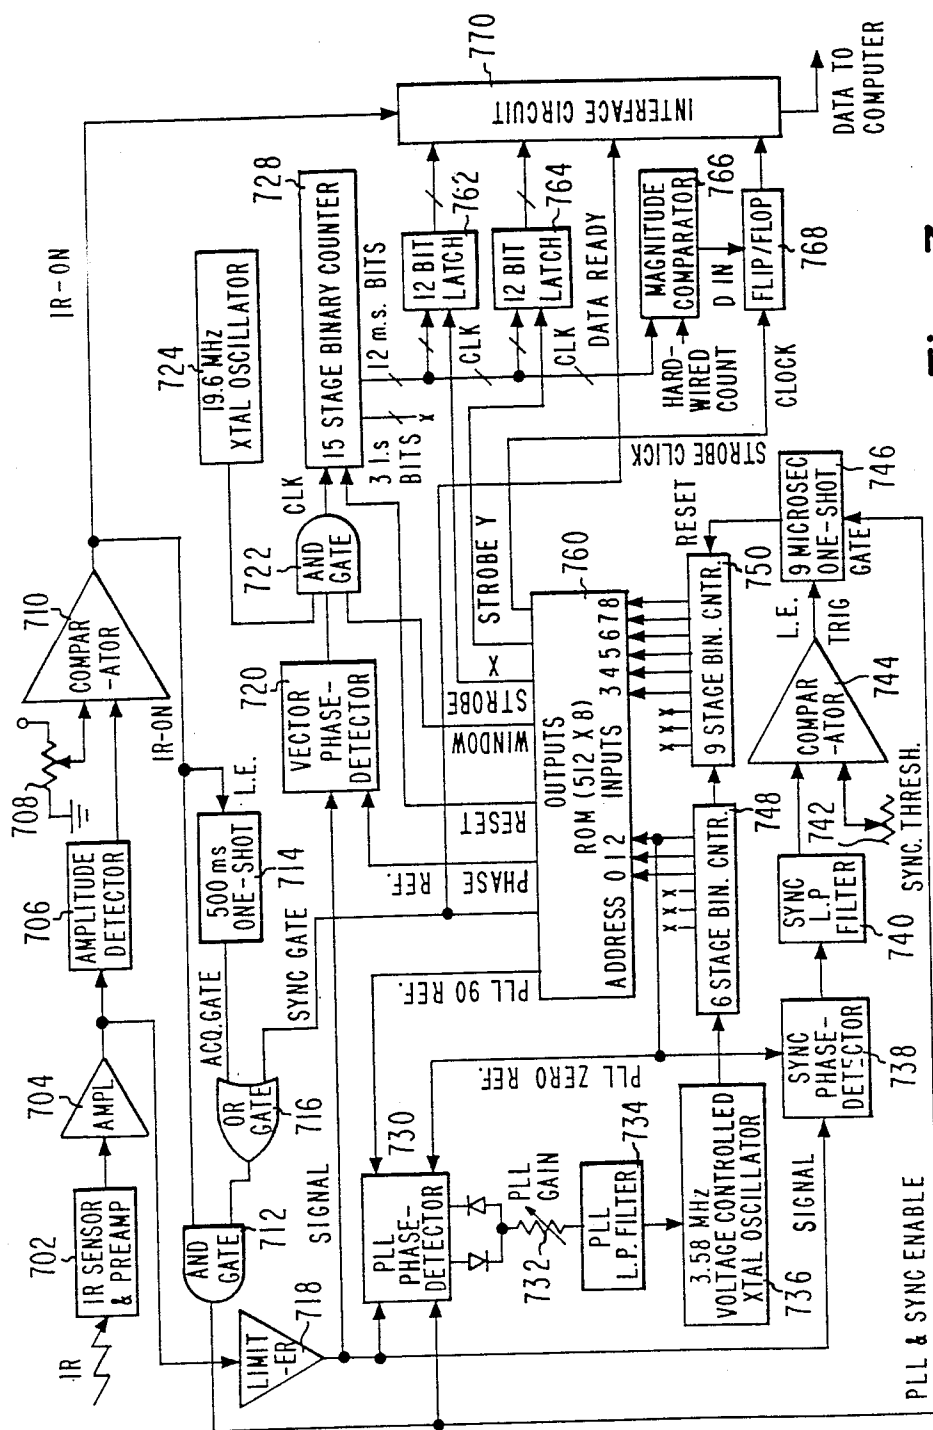 IR
702
IR SENSOR
& PREAMP
704
AMPL.
706
AMPLITUDE
DETECTOR
708
710
COMPAR
-ATOR
IR-ON
IR-ON
L.E.
500 ms
ONE-SHOT
714
ACQ.GATE
OR
GATE
716
SYNC GATE
AND
GATE
712
LIMIT
-ER
718
SIGNAL
724
19.6 MHz
XTAL OSCILLATOR
728
15 STAGE BINARY COUNTER
CLK
722
AND
GATE
720
VECTOR
PHASE-
DETECTOR
3 l.s
BITS
x
12 m.s. BITS
12 BIT
LATCH
762
CLK
12 BIT
LATCH
764
CLK
DATA READY
770
INTERFACE CIRCUIT
DATA TO
COMPUTER
MAGNITUDE
COMPARATOR
766
HARD-
WIRED
COUNT
D IN
FLIP/FLOP
768
CLOCK
STROBE CLICK
STROBE Y
X
STROBE
WINDOW
RESET
PHASE
REF.
PLL 90 REF.
760
OUTPUTS
ROM (512 X 8)
ADDRESS INPUTS
0 1 2 3 4 5 6 7 8
730
PLL
PHASE-
DETECTOR
PLL ZERO REF.
PLL
GAIN
732
734
PLL
L.P. FILTER
3.58 MHz
VOLTAGE CONTROLLED
XTAL OSCILLATOR
736
x x x
6 STAGE BIN. CNTR.
748
x x x
9 STAGE BIN. CNTR.
750
RESET
SIGNAL
SYNC
PHASE-
DETECTOR
738
SYNC
L.P
FILTER
740
742
SYNC. THRESH.
COMPAR
-ATOR
744
L.E.
TRIG
9 MICROSEC
ONE-SHOT
746
GATE
PLL & SYNC ENABLE